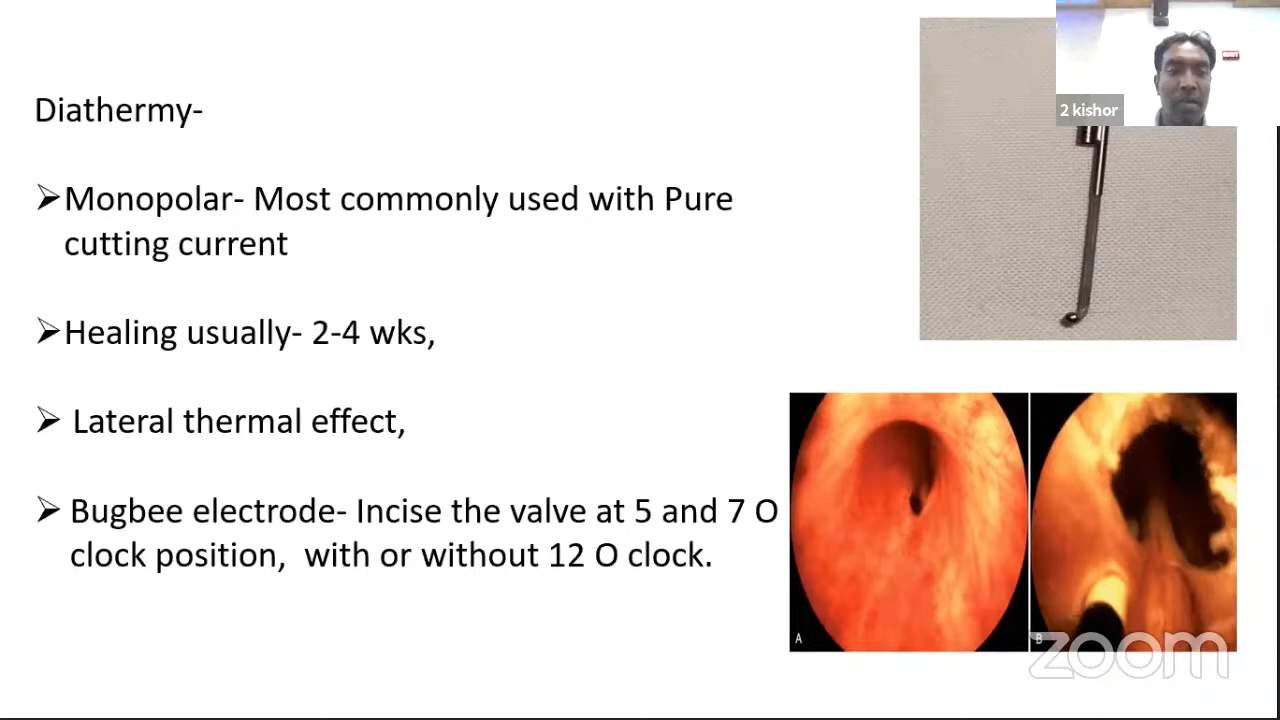 Diathermy-
➢Monopolar- Most commonly used with Pure
cutting current
➢Healing usually- 2-4 wks,
➢ Lateral thermal effect,
➢ Bugbee electrode- Incise the valve at 5 and 7 O
clock position,  with or without 12 O clock.
2 kishor
A
B
zoom